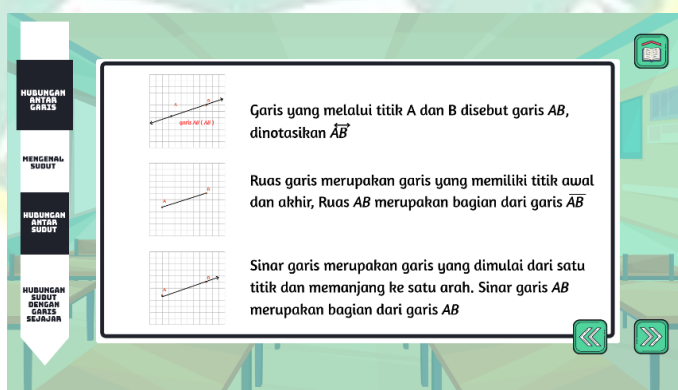 HUBUNGAN
ANTAR
GARIS
MENGENAL
SUDUT
HUBUNGAN
ANTAR
SUDUT
HUBUNGAN
SUDUT
DENGAN
GARIS
SEJAJAR
A B
garis AB ( AB )
Garis yang melalui titik A dan B disebut garis AB,
dinotasikan AB
A B
Ruas garis merupakan garis yang memiliki titik awal
dan akhir, Ruas AB merupakan bagian dari garis AB
A B
Sinar garis merupakan garis yang dimulai dari satu
titik dan memanjang ke satu arah. Sinar garis AB
merupakan bagian dari garis AB